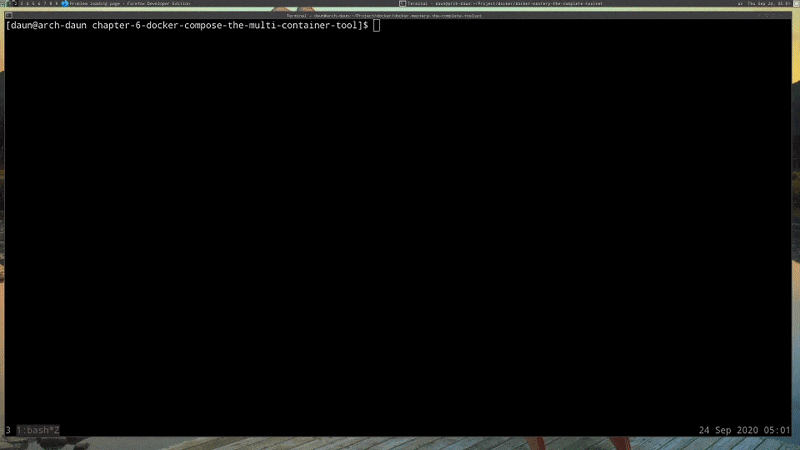 1 2 3 4 5 6 7 8 9 Problem loading page - Firefox Developer Edition
Terminal - daun@arch-daun:~/Project/docker/docker-mastery-the-complete-toolset
Thu Sep 24, 05:01
Terminal - daun@arch-daun:~/Project/docker/docker-mastery-the-complete-toolset
[daun@arch-daun chapter-6-docker-compose-the-multi-container-tool]$
3 1:bash*Z
24 Sep 2020 05:01